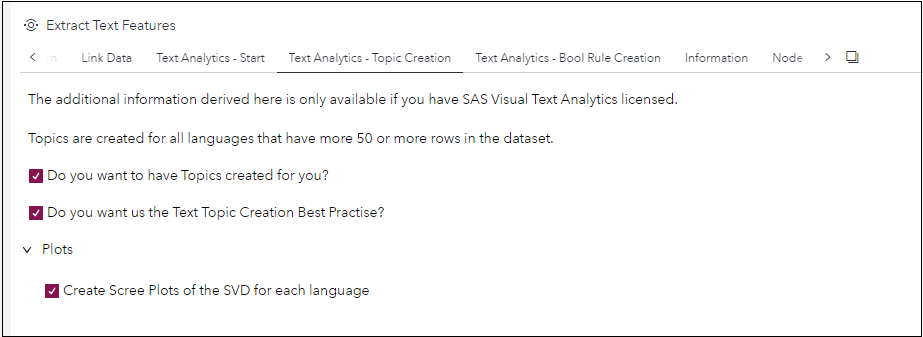 Extract Text Features
Link Data Text Analytics - Start Text Analytics - Topic Creation Text Analytics - Bool Rule Creation Information Node
The additional information derived here is only available if you have SAS Visual Text Analytics licensed.
Topics are created for all languages that have more 50 or more rows in the dataset.
Do you want to have Topics created for you?
Do you want us the Text Topic Creation Best Practise?
Plots
Create Scree Plots of the SVD for each language